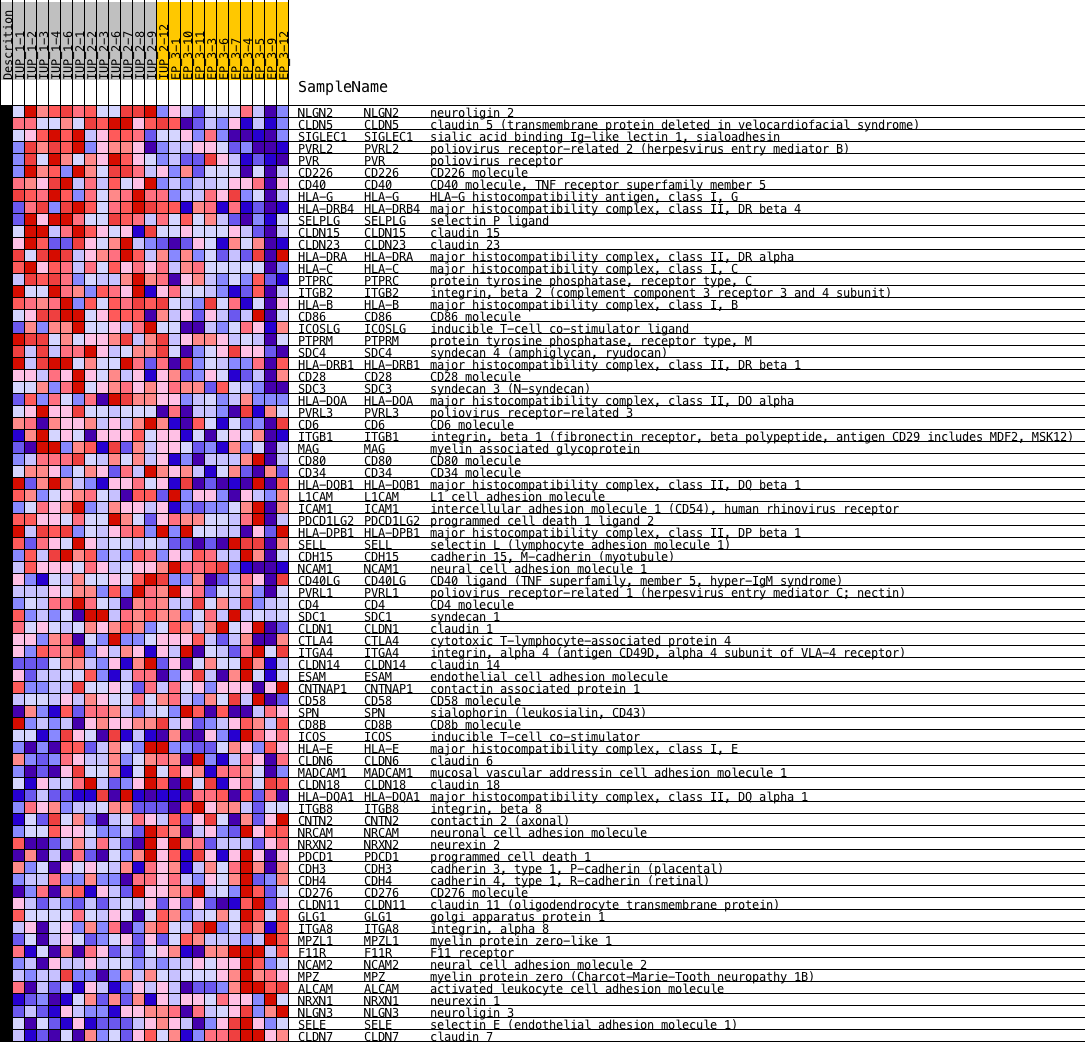 Descrition
IUP_1-1
IUP_1-2
IUP_1-3
IUP_1-4
IUP_1-6
IUP_2-1
IUP_2-2
IUP_2-3
IUP_2-6
IUP_2-7
IUP_2-8
IUP_2-9
IUP_2-12
EP_3-1
EP_3-10
EP_3-11
EP_3-3
EP_3-6
EP_3-7
EP_3-4
EP_3-5
EP_3-9
EP_3-12
SampleName
NLGN2 NLGN2 neuroligin 2
CLDN5 CLDN5 claudin 5 (transmembrane protein deleted in velocardiofacial syndrome)
SIGLEC1 SIGLEC1 sialic acid binding Ig-like lectin 1, sialoadhesin
PVRL2 PVRL2 poliovirus receptor-related 2 (herpesvirus entry mediator B)
PVR PVR poliovirus receptor
CD226 CD226 CD226 molecule
CD40 CD40 CD40 molecule, TNF receptor superfamily member 5
HLA-G HLA-G HLA-G histocompatibility antigen, class I, G
HLA-DRB4 HLA-DRB4 major histocompatibility complex, class II, DR beta 4
SELPLG SELPLG selectin P ligand
CLDN15 CLDN15 claudin 15
CLDN23 CLDN23 claudin 23
HLA-DRA HLA-DRA major histocompatibility complex, class II, DR alpha
HLA-C HLA-C major histocompatibility complex, class I, C
PTPRC PTPRC protein tyrosine phosphatase, receptor type, C
ITGB2 ITGB2 integrin, beta 2 (complement component 3 receptor 3 and 4 subunit)
HLA-B HLA-B major histocompatibility complex, class I, B
CD86 CD86 CD86 molecule
ICOSLG ICOSLG inducible T-cell co-stimulator ligand
PTPRM PTPRM protein tyrosine phosphatase, receptor type, M
SDC4 SDC4 syndecan 4 (amphiglycan, ryudocan)
HLA-DRB1 HLA-DRB1 major histocompatibility complex, class II, DR beta 1
CD28 CD28 CD28 molecule
SDC3 SDC3 syndecan 3 (N-syndecan)
HLA-DOA HLA-DOA major histocompatibility complex, class II, DO alpha
PVRL3 PVRL3 poliovirus receptor-related 3
CD6 CD6 CD6 molecule
ITGB1 ITGB1 integrin, beta 1 (fibronectin receptor, beta polypeptide, antigen CD29 includes MDF2, MSK12)
MAG MAG myelin associated glycoprotein
CD80 CD80 CD80 molecule
CD34 CD34 CD34 molecule
HLA-DQB1 HLA-DQB1 major histocompatibility complex, class II, DQ beta 1
L1CAM L1CAM L1 cell adhesion molecule
ICAM1 ICAM1 intercellular adhesion molecule 1 (CD54), human rhinovirus receptor
PDCD1LG2 PDCD1LG2 programmed cell death 1 ligand 2
HLA-DPB1 HLA-DPB1 major histocompatibility complex, class II, DP beta 1
SELL SELL selectin L (lymphocyte adhesion molecule 1)
CDH15 CDH15 cadherin 15, M-cadherin (myotubule)
NCAM1 NCAM1 neural cell adhesion molecule 1
CD40LG CD40LG CD40 ligand (TNF superfamily, member 5, hyper-IgM syndrome)
PVRL1 PVRL1 poliovirus receptor-related 1 (herpesvirus entry mediator C; nectin)
CD4 CD4 CD4 molecule
SDC1 SDC1 syndecan 1
CLDN1 CLDN1 claudin 1
CTLA4 CTLA4 cytotoxic T-lymphocyte-associated protein 4
ITGA4 ITGA4 integrin, alpha 4 (antigen CD49D, alpha 4 subunit of VLA-4 receptor)
CLDN14 CLDN14 claudin 14
ESAM ESAM endothelial cell adhesion molecule
CNTNAP1 CNTNAP1 contactin associated protein 1
CD58 CD58 CD58 molecule
SPN SPN sialophorin (leukosialin, CD43)
CD8B CD8B CD8b molecule
ICOS ICOS inducible T-cell co-stimulator
HLA-E HLA-E major histocompatibility complex, class I, E
CLDN6 CLDN6 claudin 6
MADCAM1 MADCAM1 mucosal vascular addressin cell adhesion molecule 1
CLDN18 CLDN18 claudin 18
HLA-DQA1 HLA-DQA1 major histocompatibility complex, class II, DQ alpha 1
ITGB8 ITGB8 integrin, beta 8
CNTN2 CNTN2 contactin 2 (axonal)
NRCAM NRCAM neuronal cell adhesion molecule
NRXN2 NRXN2 neurexin 2
PDCD1 PDCD1 programmed cell death 1
CDH3 CDH3 cadherin 3, type 1, P-cadherin (placental)
CDH4 CDH4 cadherin 4, type 1, R-cadherin (retinal)
CD276 CD276 CD276 molecule
CLDN11 CLDN11 claudin 11 (oligodendrocyte transmembrane protein)
GLG1 GLG1 golgi apparatus protein 1
ITGA8 ITGA8 integrin, alpha 8
MPZL1 MPZL1 myelin protein zero-like 1
F11R F11R F11 receptor
NCAM2 NCAM2 neural cell adhesion molecule 2
MPZ MPZ myelin protein zero (Charcot-Marie-Tooth neuropathy 1B)
ALCAM ALCAM activated leukocyte cell adhesion molecule
NRXN1 NRXN1 neurexin 1
NLGN3 NLGN3 neuroligin 3
SELE SELE selectin E (endothelial adhesion molecule 1)
CLDN7 CLDN7 claudin 7